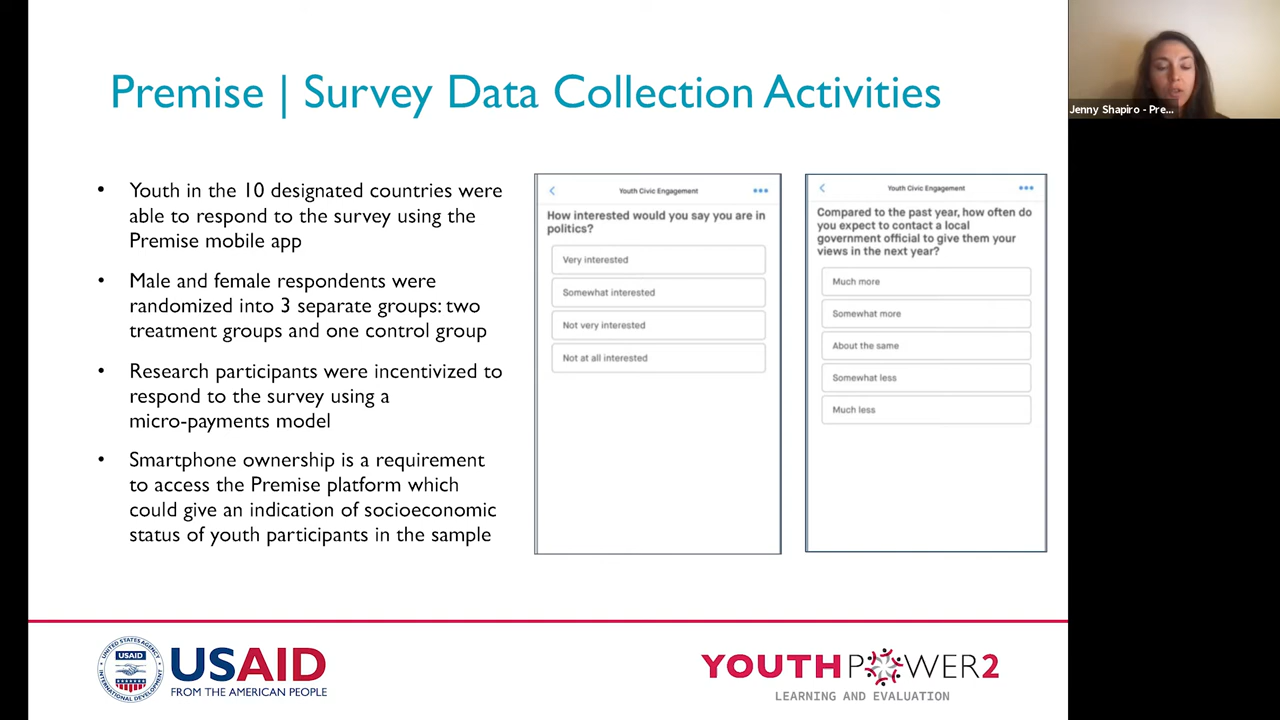 Premise | Survey Data Collection Activities
Jenny Shapiro - Pre...
• Youth in the 10 designated countries were
able to respond to the survey using the
Premise mobile app
• Male and female respondents were
randomized into 3 separate groups: two
treatment groups and one control group
• Research participants were incentivized to
respond to the survey using a
micro-payments model
• Smartphone ownership is a requirement
to access the Premise platform which
could give an indication of socioeconomic
status of youth participants in the sample
Youth Civic Engagement
How interested would you say you are in
politics?
Very interested
Somewhat interested
Not very interested
Not at all interested
Youth Civic Engagement
Compared to the past year, how often do
you expect to contact a local
government official to give them your
views in the next year?
Much more
Somewhat more
About the same
Somewhat less
Much less
UNITED STATES AGENCY
USAID
INTERNATIONAL DEVELOPMENT
USAID
FROM THE AMERICAN PEOPLE
YOUTHPOWER2
LEARNING AND EVALUATION